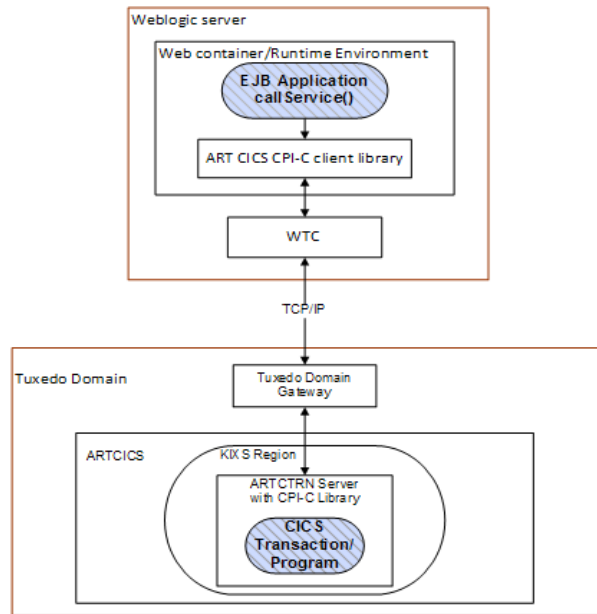 Weblogic server
Web container/Runtime Environment
EJB Application
callService()
ART CICS CPI-C client library
WTC
TCP/IP
Tuxedo Domain
Tuxedo Domain
Gateway
ARTCICS
KIXS Region
ARTCTRN Server
with CPI-C Library
CICS
Transaction/
Program